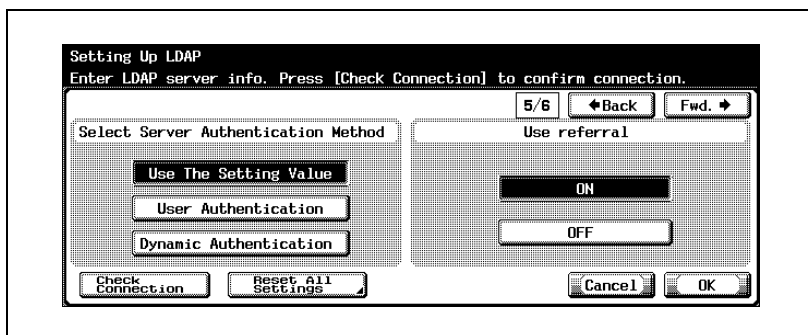 Setting Up LDAP
Enter LDAP server info. Press [Check Connection] to confirm connection.
5/6 ←Back Fwd. →
Select Server Authentication Method
Use The Setting Value
User Authentication
Dynamic Authentication
Use referral
ON
OFF
Check Connection
Reset All Settings
Cancel
OK